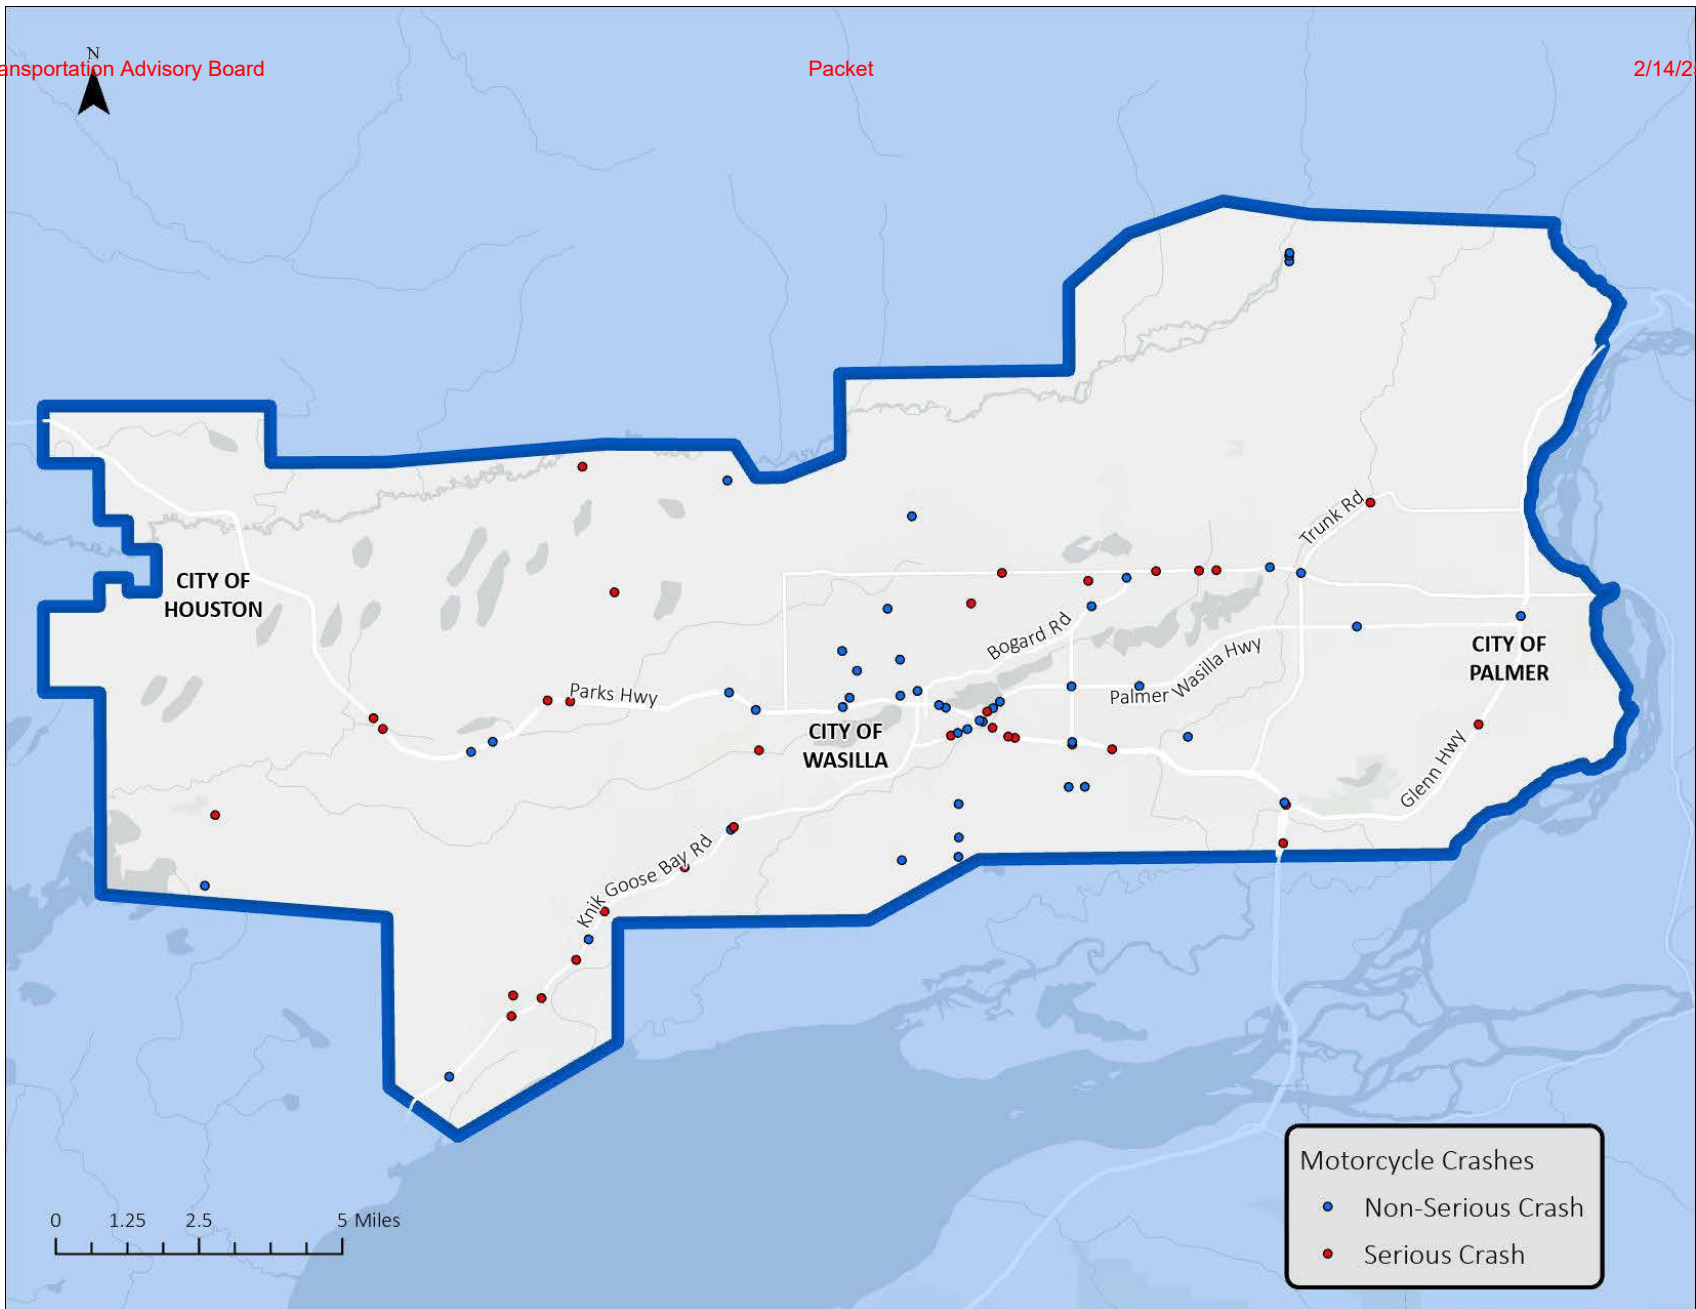 N
ansportation Advisory Board
Packet
2/14/2
Trunk Rd
CITY OF
HOUSTON
Bogard Rd
CITY OF
PALMER
Palmer Wasilla Hwy
Parks Hwy
CITY OF
WASILLA
Glenn Hwy
Knik Goose Bay Rd
Motorcycle Crashes
Non-Serious Crash
Serious Crash
0 1.25 2.5 5 Miles